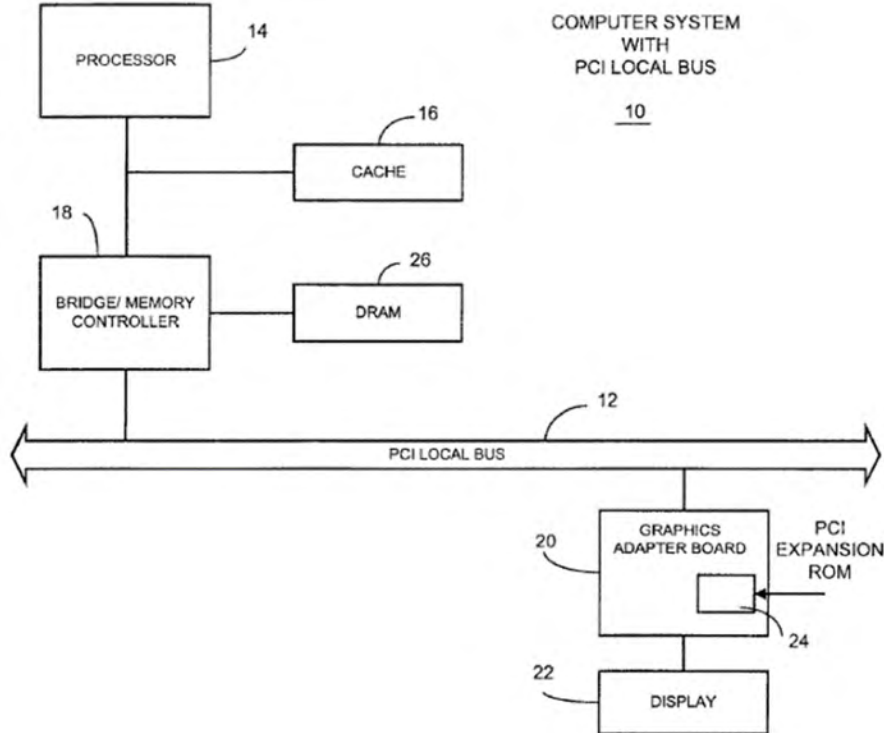 COMPUTER SYSTEM
WITH
PCI LOCAL BUS
10
14
PROCESSOR
16
CACHE
18
BRIDGE/ MEMORY
CONTROLLER
26
DRAM
12
PCI LOCAL BUS
20
GRAPHICS
ADAPTER BOARD
PCI
EXPANSION
ROM
24
22
DISPLAY